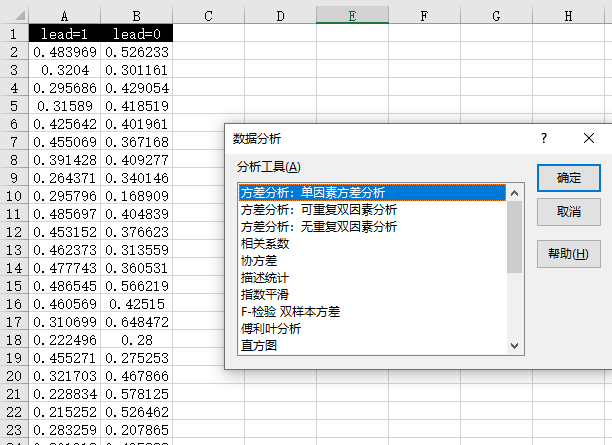 A B C D E F G H
1 lead=1 lead=0
2 0.483969 0.526233
3 0.3204 0.301161
4 0.295686 0.429054
5 0.31589 0.418519
6 0.425642 0.401961
7 0.455069 0.367168
8 0.391428 0.409277
9 0.264371 0.340146
10 0.295796 0.168909
11 0.485697 0.404839
12 0.453152 0.376623
13 0.462373 0.313559
14 0.477743 0.360531
15 0.486545 0.566219
16 0.460569 0.42515
17 0.310699 0.648472
18 0.222496 0.28
19 0.455271 0.275253
20 0.321703 0.467866
21 0.228834 0.578125
22 0.215252 0.526462
23 0.283259 0.207865
数据分析 ?
分析工具(A)
方差分析：单因素方差分析
方差分析：可重复双因素分析
方差分析：无重复双因素分析
相关系数
协方差
描述统计
指数平滑
F-检验 双样本方差
傅利叶分析
直方图
确定
取消
帮助(H)